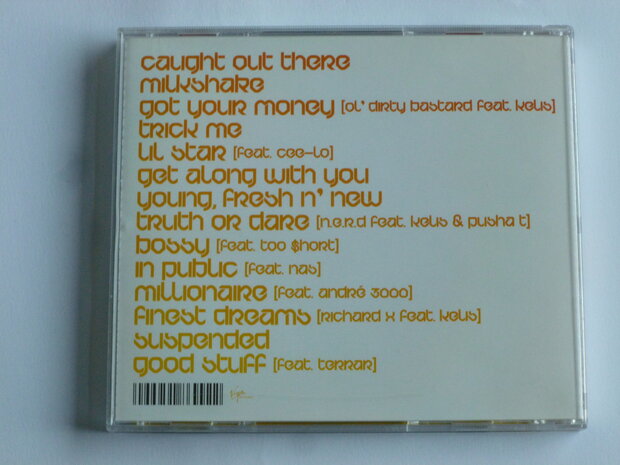 caught out there
milkshake
got your money [ol' dirty bastard feat. kelis]
trick me
lil star [feat. cee-lo]
get along with you
young, fresh n' new
truth or dare [n.e.r.d feat. kelis & pusha t]
bossy [feat. too $hort]
in public [feat. nas]
millionaire [feat. andré 3000]
finest dreams [richard x feat. kelis]
suspended
good stuff [feat. terrar]